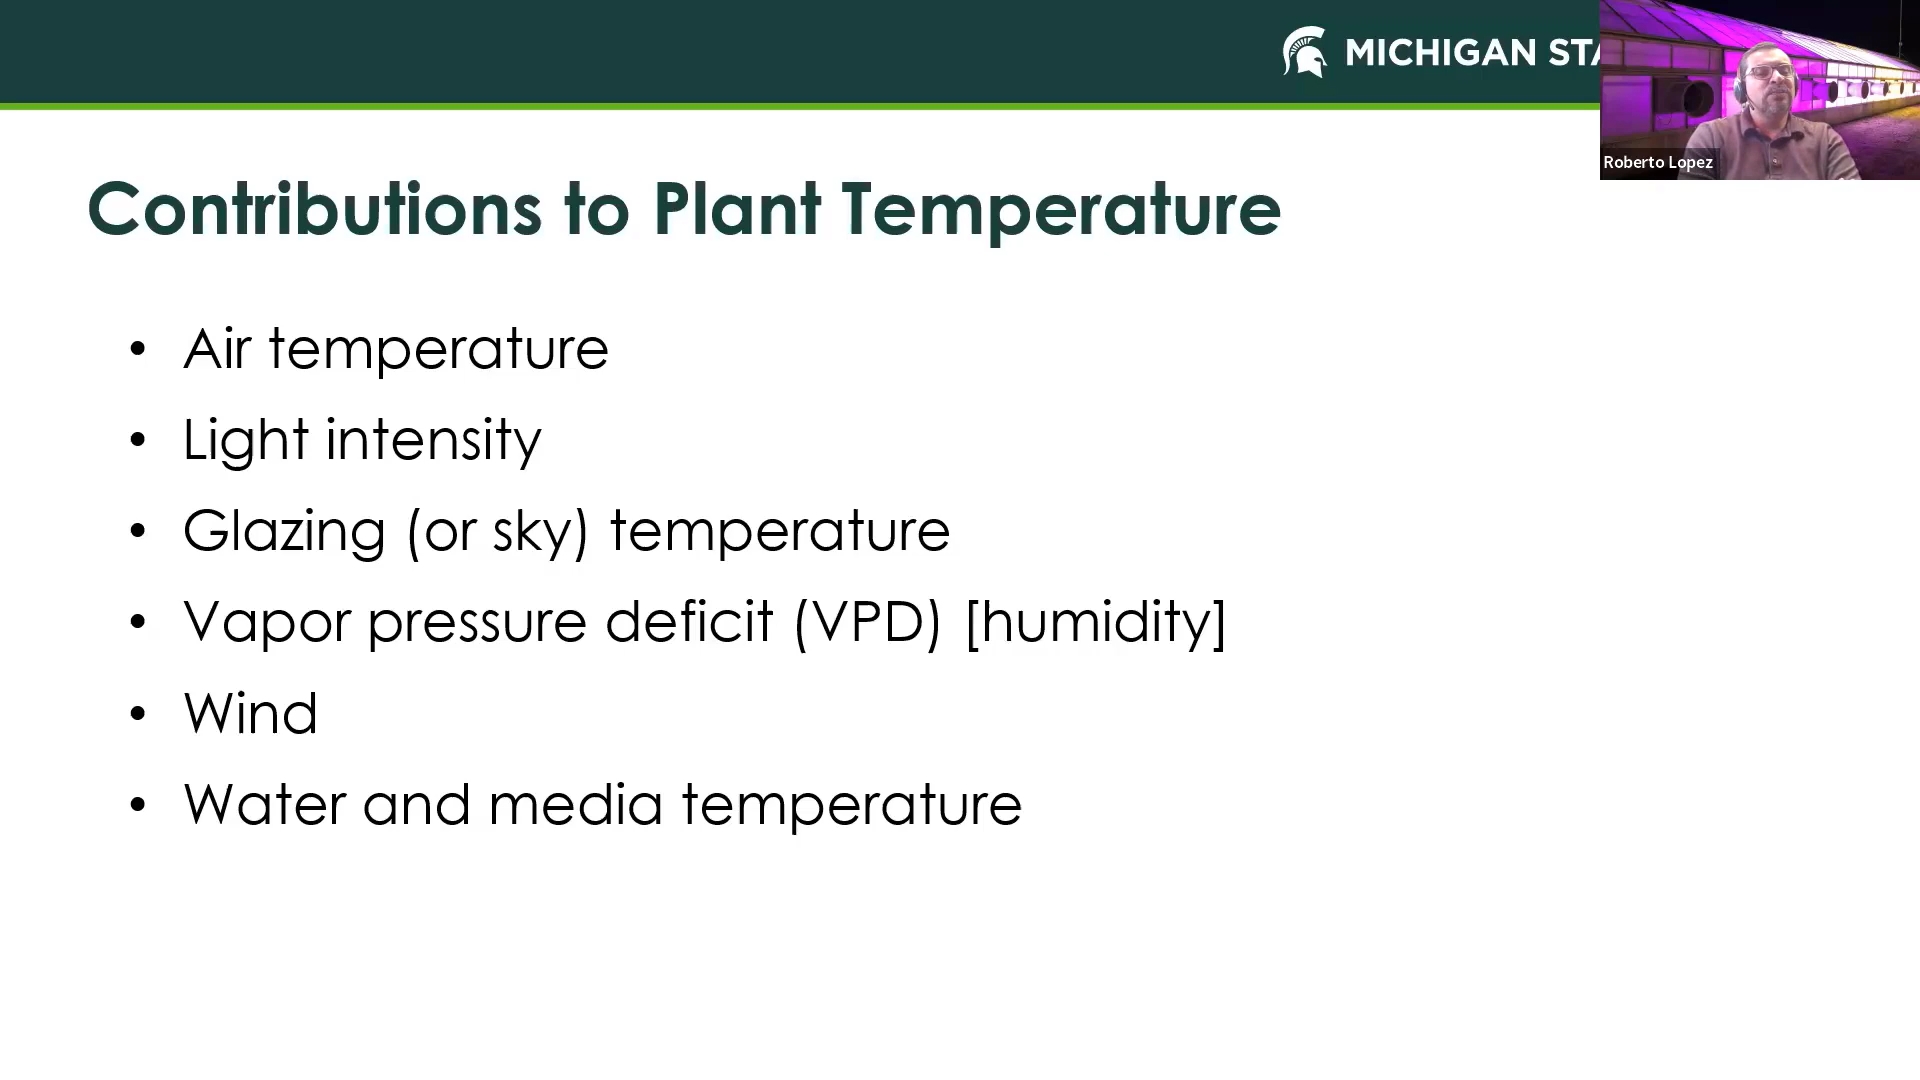 MICHIGAN STA
Roberto Lopez
Contributions to Plant Temperature
• Air temperature
• Light intensity
• Glazing (or sky) temperature
• Vapor pressure deficit (VPD) [humidity]
• Wind
• Water and media temperature